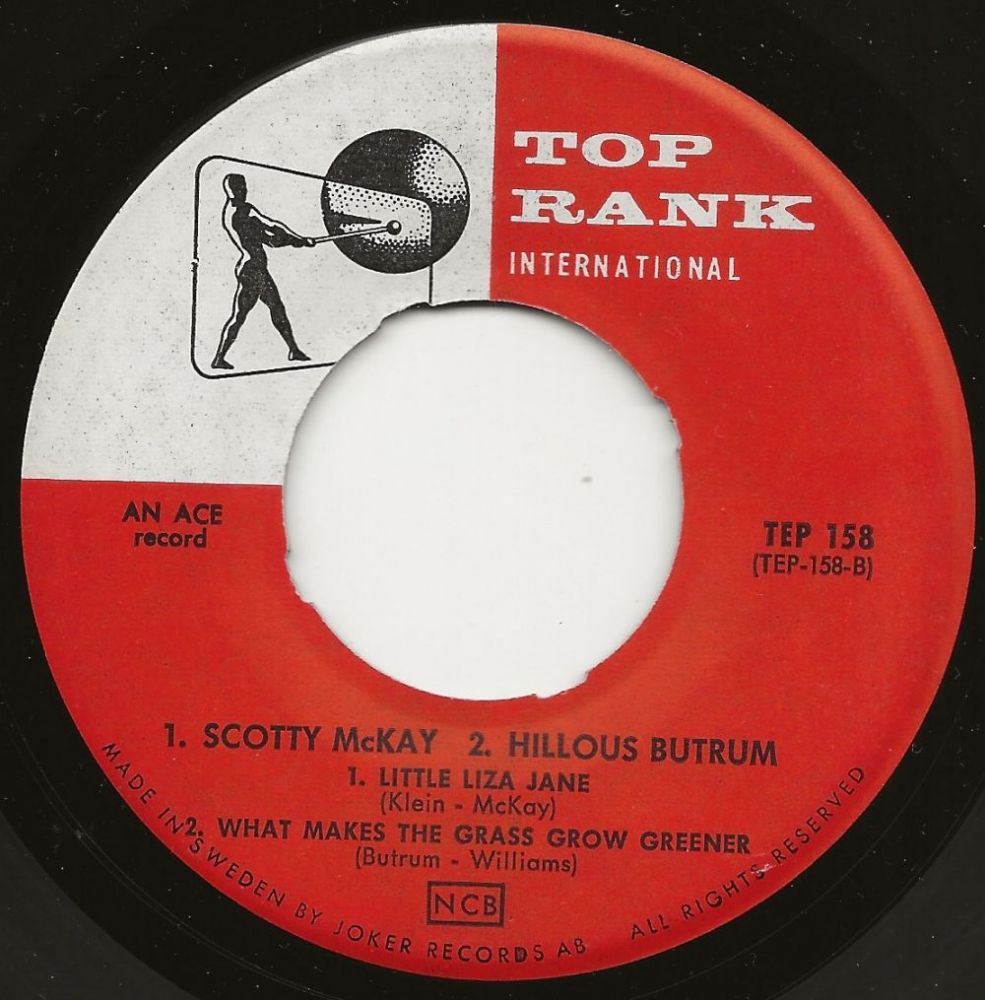 TOP
RANK
INTERNATIONAL
AN ACE
record
TEP 158
(TEP-158-B)
1. SCOTTY McKAY 2. HILLOUS BUTRUM
1. LITTLE LIZA JANE
(Klein - McKay)
2. WHAT MAKES THE GRASS GROW GREENER
(Butrum - Williams)
NCB
MADE IN SWEDEN BY JOKER RECORDS AB ALL RIGHTS RESERVED